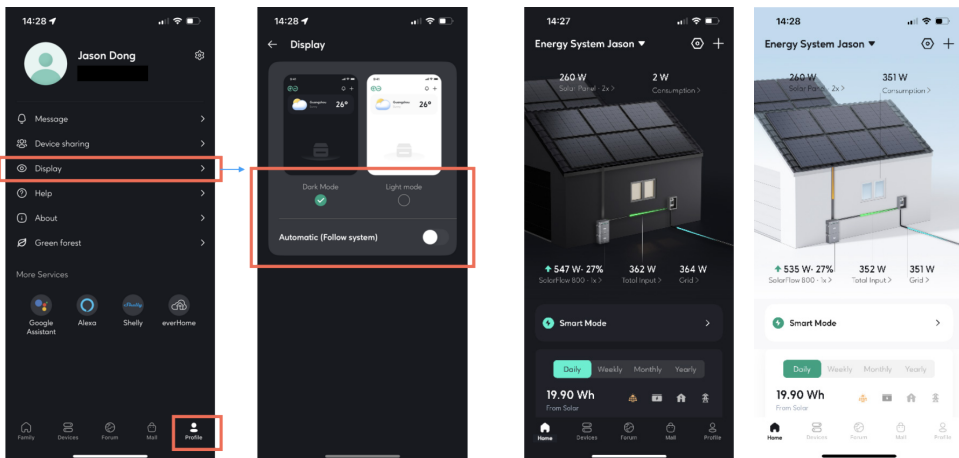 14:28
Jason Dong
Message
Device sharing
Display
Help
About
Green forest
More Services
Google Assistant
Alexa
Shelly
everHome
Family
Devices
Forum
Mall
Profile
14:28
Display
26°
26°
Dark Mode
Light mode
Automatic (Follow system)
14:27
Energy System Jason
260 W
2 W
Solar Panel · 2x >
Consumption >
547 W · 27%
362 W
364 W
SolarFlow 800 · 1x >
Total Input >
Grid >
Smart Mode
Daily
Weekly
Monthly
Yearly
19.90 Wh
From Solar
Home
Devices
Forum
Mall
Profile
14:28
Energy System Jason
260 W
351 W
Solar Panel · 2x >
Consumption >
535 W · 27%
352 W
351 W
SolarFlow 800 · 1x >
Total Input >
Grid >
Smart Mode
Daily
Weekly
Monthly
Yearly
19.90 Wh
From Solar
Home
Devices
Forum
Mall
Profile